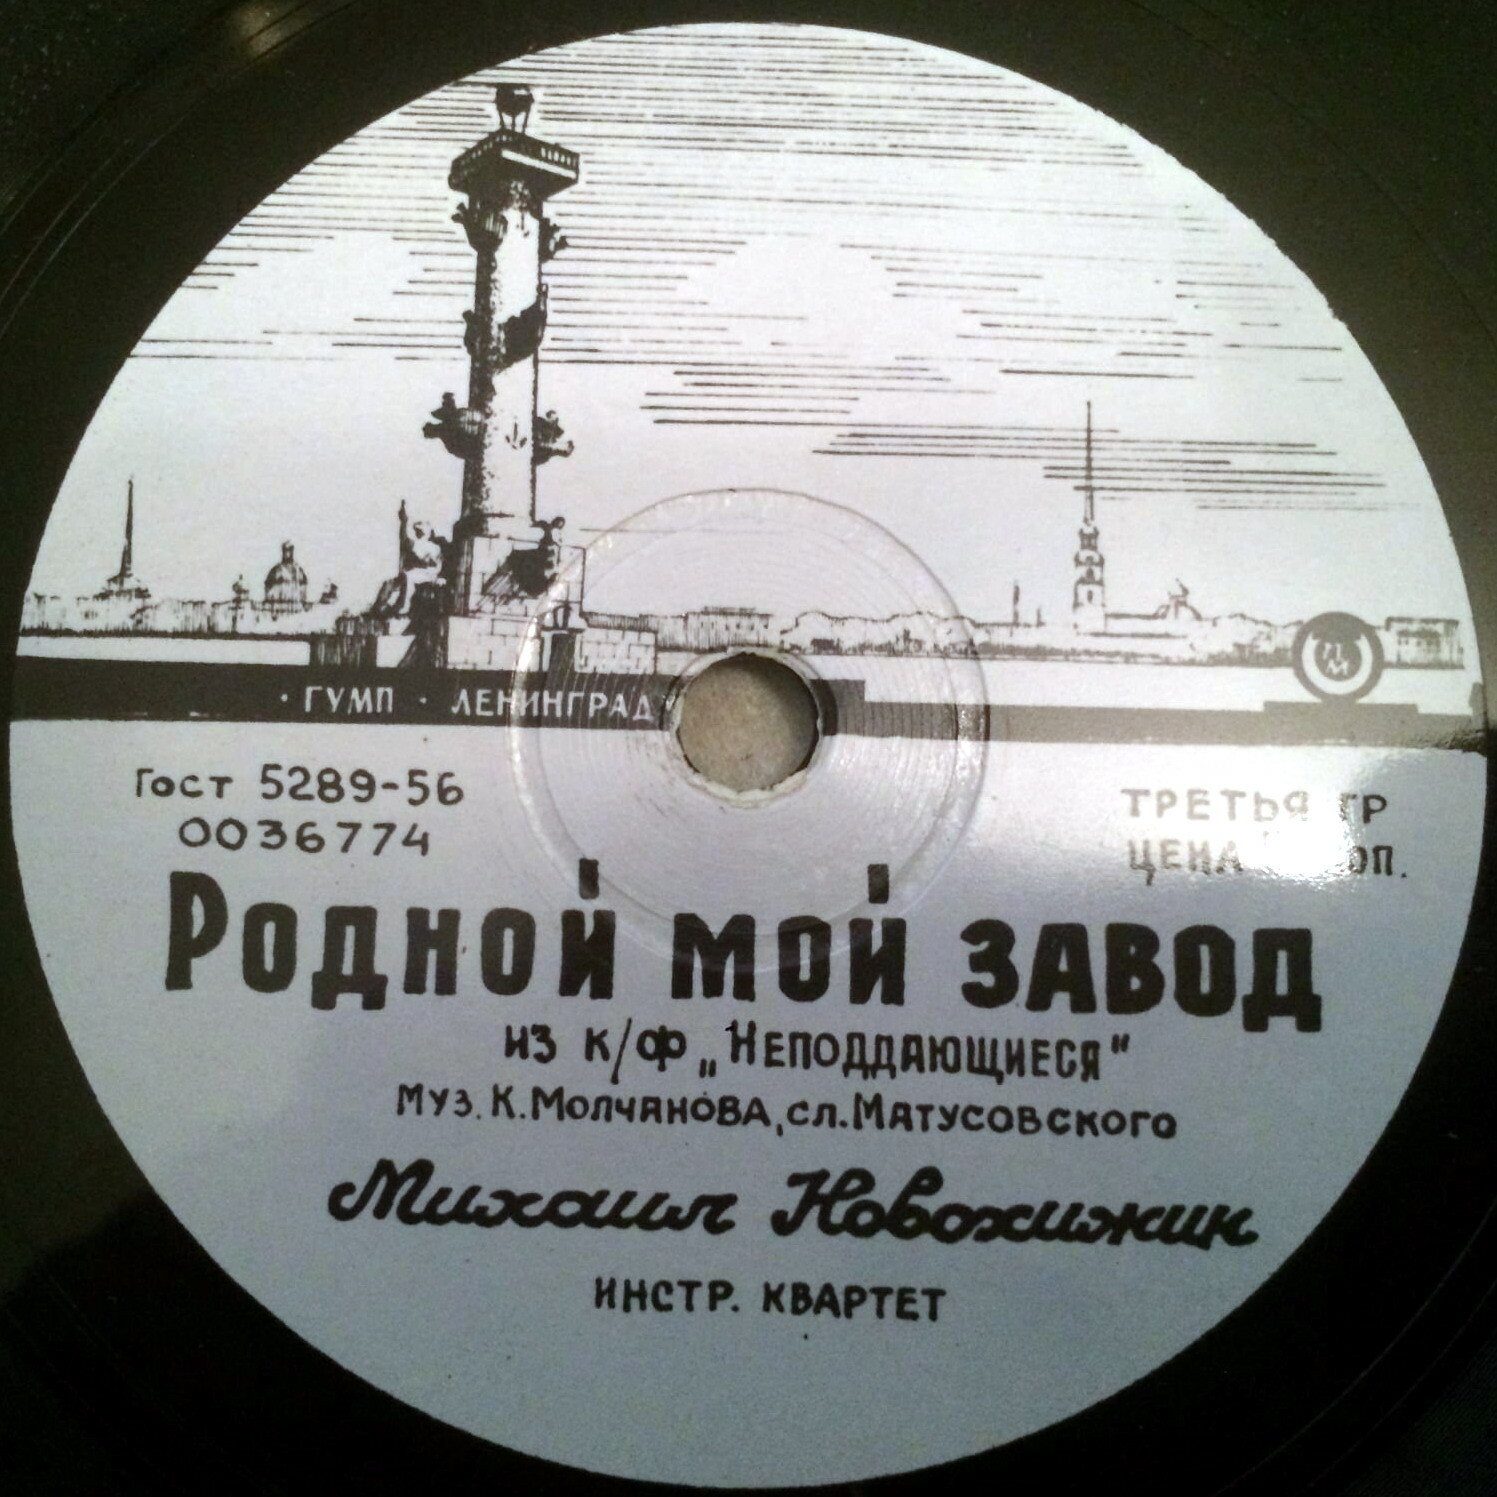 · ГУМП · ЛЕНИНГРАД
ГОСТ 5289-56
0036774
ТРЕТЬЯ ГР
ЦЕНА
РОДНОЙ МОЙ ЗАВОД
ИЗ К/Ф „НЕПОДДАЮЩИЕСЯ"
МУЗ. К. МОЛЧАНОВА, СЛ. МАТУСОВСКОГО
Михаил Новохижин
ИНСТР. КВАРТЕТ